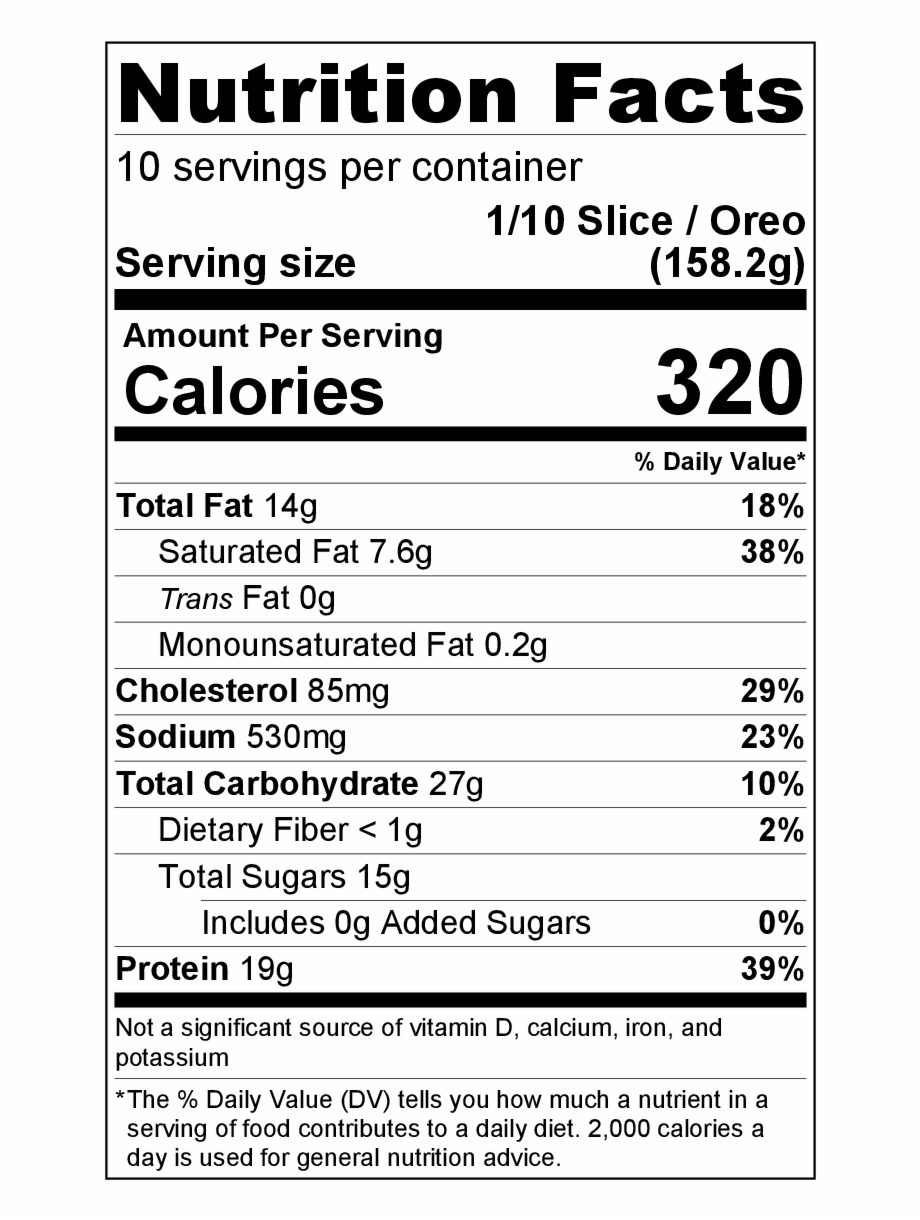 Nutrition Facts
10 servings per container
1/10 Slice / Oreo
Serving size (158.2g)
Amount Per Serving
Calories 320
% Daily Value*
Total Fat 14g 18%
Saturated Fat 7.6g 38%
Trans Fat 0g
Monounsaturated Fat 0.2g
Cholesterol 85mg 29%
Sodium 530mg 23%
Total Carbohydrate 27g 10%
Dietary Fiber < 1g 2%
Total Sugars 15g
Includes 0g Added Sugars 0%
Protein 19g 39%
Not a significant source of vitamin D, calcium, iron, and
potassium
*The % Daily Value (DV) tells you how much a nutrient in a
serving of food contributes to a daily diet. 2,000 calories a
day is used for general nutrition advice.